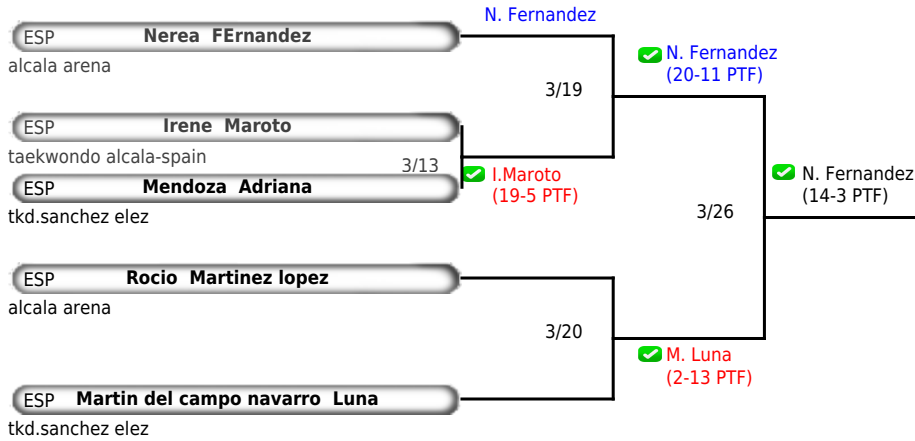 N. Fernandez
ESP Nerea FErnandez
alcala arena
N. Fernandez
(20-11 PTF)
3/19
ESP Irene Maroto
taekwondo alcala-spain
3/13
I.Maroto
(19-5 PTF)
ESP Mendoza Adriana
tkd.sanchez elez
N. Fernandez
(14-3 PTF)
3/26
ESP Rocio Martinez lopez
alcala arena
3/20
M. Luna
(2-13 PTF)
ESP Martin del campo navarro Luna
tkd.sanchez elez